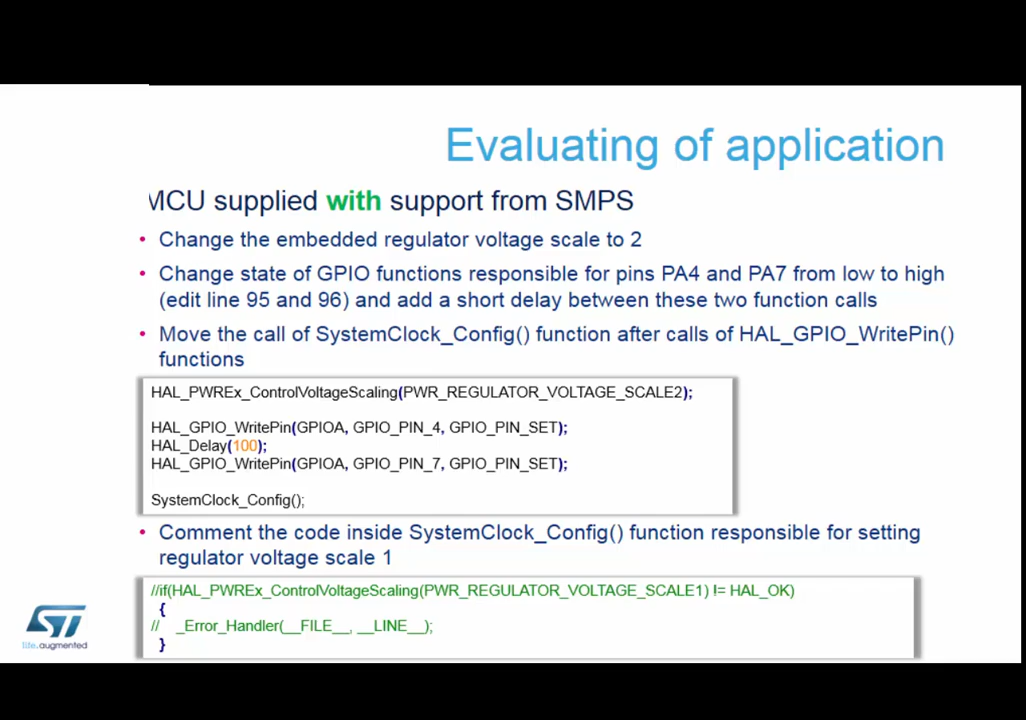 Evaluating of application
MCU supplied with support from SMPS
• Change the embedded regulator voltage scale to 2
• Change state of GPIO functions responsible for pins PA4 and PA7 from low to high
(edit line 95 and 96) and add a short delay between these two function calls
• Move the call of SystemClock_Config() function after calls of HAL_GPIO_WritePin()
functions
HAL_PWREx_ControlVoltageScaling(PWR_REGULATOR_VOLTAGE_SCALE2);
HAL_GPIO_WritePin(GPIOA, GPIO_PIN_4, GPIO_PIN_SET);
HAL_Delay(100);
HAL_GPIO_WritePin(GPIOA, GPIO_PIN_7, GPIO_PIN_SET);
SystemClock_Config();
• Comment the code inside SystemClock_Config() function responsible for setting
regulator voltage scale 1
//if(HAL_PWREx_ControlVoltageScaling(PWR_REGULATOR_VOLTAGE_SCALE1) != HAL_OK)
{
// _Error_Handler(__FILE__, __LINE__);
}
ST
life.augmented